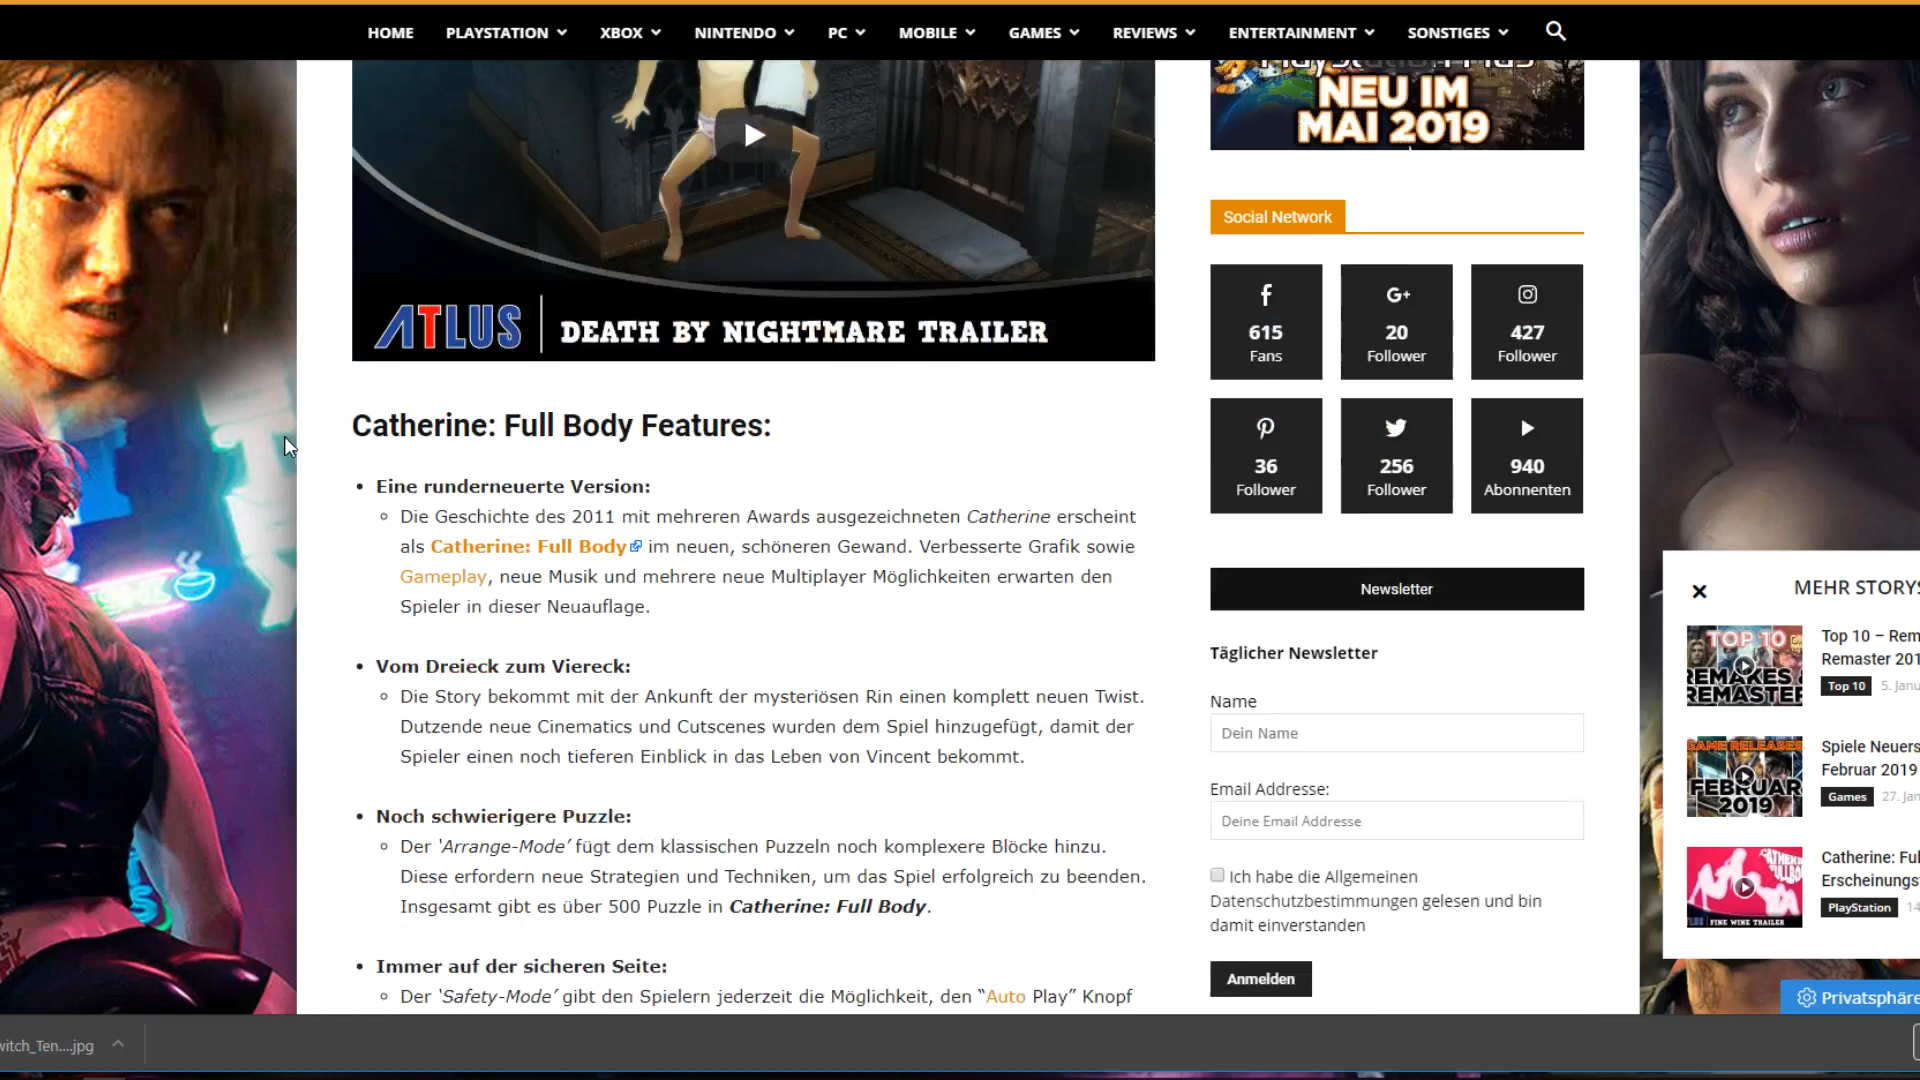 HOME PLAYSTATION XBOX NINTENDO PC MOBILE GAMES REVIEWS ENTERTAINMENT SONSTIGES
ATLUS DEATH BY NIGHTMARE TRAILER
Catherine: Full Body Features:
Eine runderneuerte Version:
Die Geschichte des 2011 mit mehreren Awards ausgezeichneten Catherine erscheint
als Catherine: Full Body im neuen, schöneren Gewand. Verbesserte Grafik sowie
Gameplay, neue Musik und mehrere neue Multiplayer Möglichkeiten erwarten den
Spieler in dieser Neuauflage.
Vom Dreieck zum Viereck:
Die Story bekommt mit der Ankunft der mysteriösen Rin einen komplett neuen Twist.
Dutzende neue Cinematics und Cutscenes wurden dem Spiel hinzugefügt, damit der
Spieler einen noch tieferen Einblick in das Leben von Vincent bekommt.
Noch schwierigere Puzzle:
Der ‘Arrange-Mode’ fügt dem klassischen Puzzeln noch komplexere Blöcke hinzu.
Diese erfordern neue Strategien und Techniken, um das Spiel erfolgreich zu beenden.
Insgesamt gibt es über 500 Puzzle in Catherine: Full Body.
Immer auf der sicheren Seite:
Der ‘Safety-Mode’ gibt den Spielern jederzeit die Möglichkeit, den “Auto Play” Knopf
NEU IM
MAI 2019
Social Network
615
Fans
G+
20
Follower
427
Follower
36
Follower
256
Follower
940
Abonnenten
Newsletter
Täglicher Newsletter
Name
Dein Name
Email Addresse:
Deine Email Addresse
Ich habe die Allgemeinen
Datenschutzbestimmungen gelesen und bin
damit einverstanden
Anmelden
MEHR STORYS
TOP 10
REMAKES &
REMASTER
Top 10 – Rem
Remaster 201
Top 10 5. Janu
GAME RELEASES
FEBRUAR
2019
Spiele Neuers
Februar 2019
Games 27. Jan
FINE WINE TRAILER
Catherine: Ful
Erscheinungs
PlayStation 14
Privatsphäre
witch_Ten....jpg